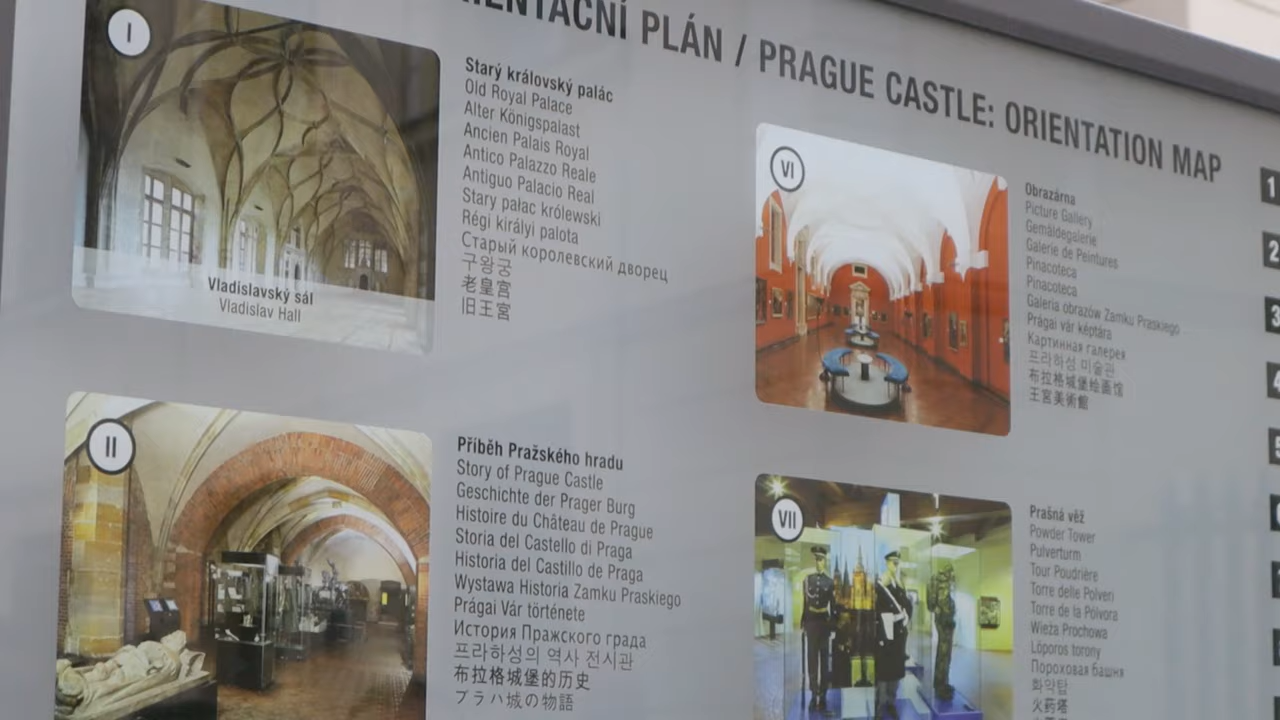 PLÁN / PRAGUE CASTLE: ORIENTATION MAP
I
Vladislavský sál
Vladislav Hall
Starý královský palác
Old Royal Palace
Alter Königspalast
Ancien Palais Royal
Antico Palazzo Reale
Antiguo Palacio Real
Stary pałac królewski
Régi királyi palota
Старый королевский дворец
구왕궁
老皇宫
旧王宮
II
Příběh Pražského hradu
Story of Prague Castle
Geschichte der Prager Burg
Histoire du Château de Prague
Storia del Castello di Praga
Historia del Castillo de Praga
Wystawa Historia Zamku Praskiego
Prágai Vár története
История Пражского града
프라하성의 역사 전시관
布拉格城堡的历史
プラハ城の物語
VI
Obrazárna
Picture Gallery
Gemäldegalerie
Galerie de Peintures
Pinacoteca
Pinacoteca
Galeria obrazów Zamku Praskiego
Prágai vár képtára
Картинная галерея
프라하성 미술관
布拉格城堡绘画馆
王宮美術館
VII
Prašná věž
Powder Tower
Pulverturm
Tour Poudrière
Torre delle Polveri
Torre de la Pólvora
Wieża Prochowa
Lőporos torony
Пороховая башня
화약탑
火药塔
1
2
3
4
5